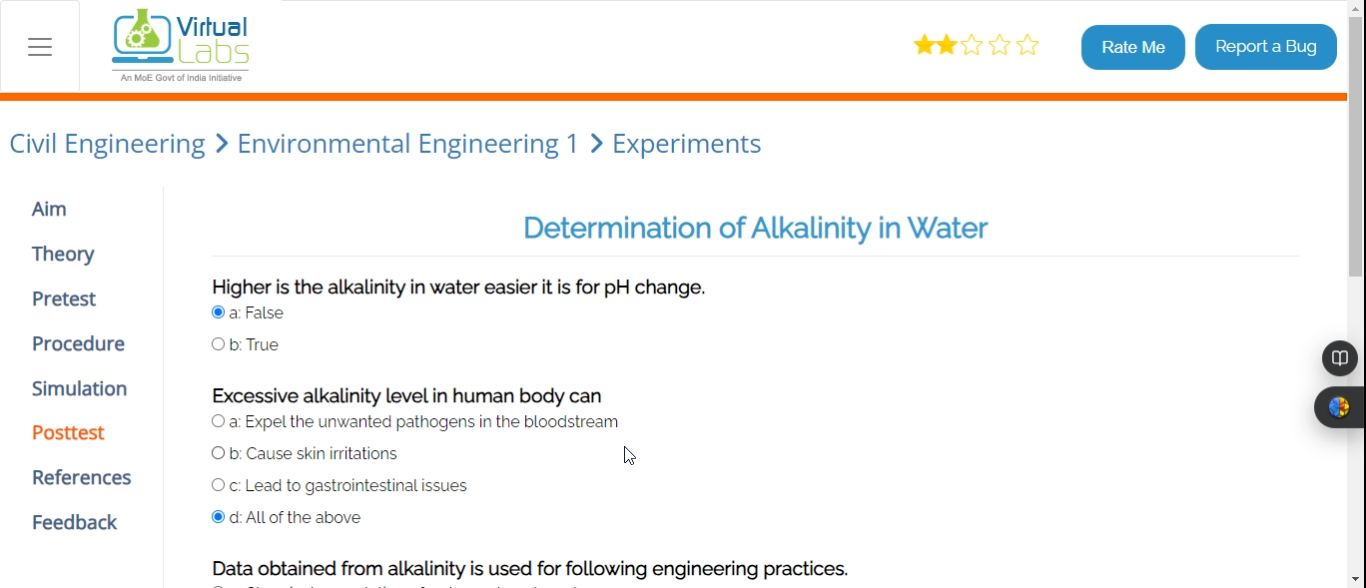 Virtual
Labs
An MoE Govt of India Initiative
Rate Me
Report a Bug
Civil Engineering > Environmental Engineering 1 > Experiments
Aim
Theory
Pretest
Procedure
Simulation
Posttest
References
Feedback
Determination of Alkalinity in Water
Higher is the alkalinity in water easier it is for pH change.
a: False
b: True
Excessive alkalinity level in human body can
a: Expel the unwanted pathogens in the bloodstream
b: Cause skin irritations
c: Lead to gastrointestinal issues
d: All of the above
Data obtained from alkalinity is used for following engineering practices.